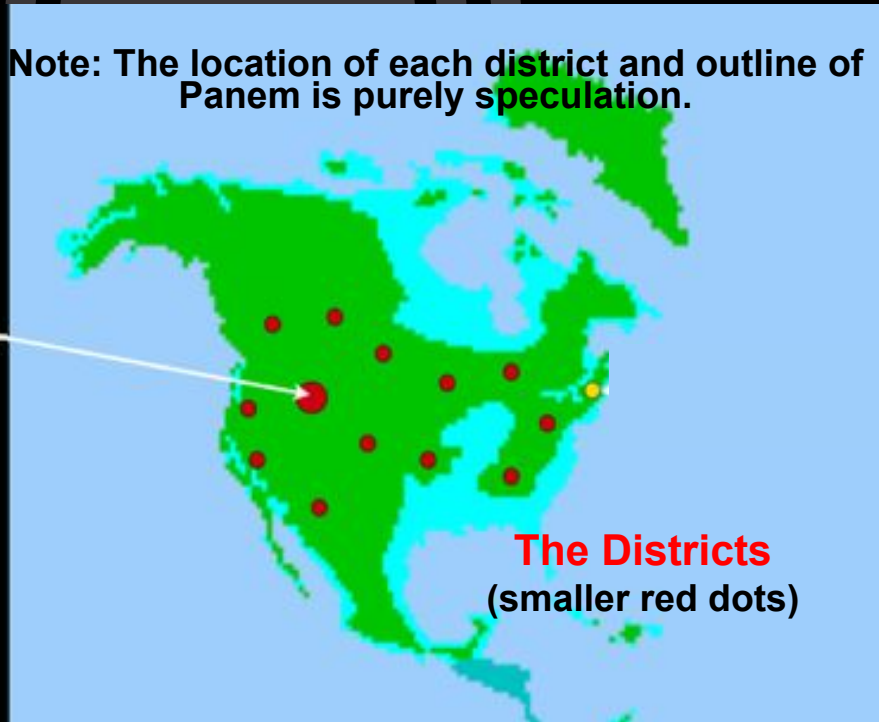 Note: The location of each district and outline of
Panem is purely speculation.
The Districts
(smaller red dots)